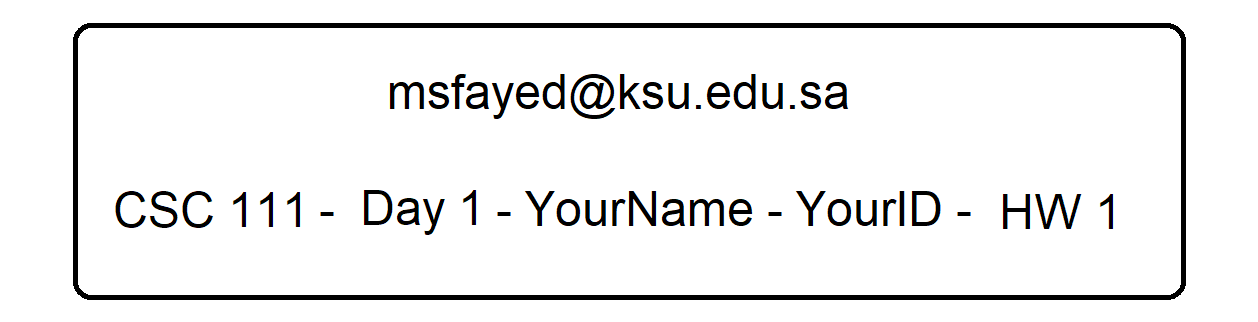 msfayed@ksu.edu.sa
CSC 111 - Day 1 - YourName - YourID - HW 1